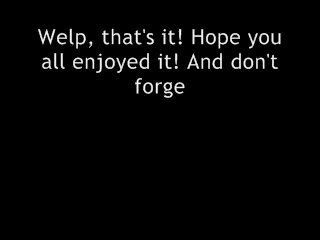 Welp, that's it! Hope you
all enjoyed it! And don't
forge